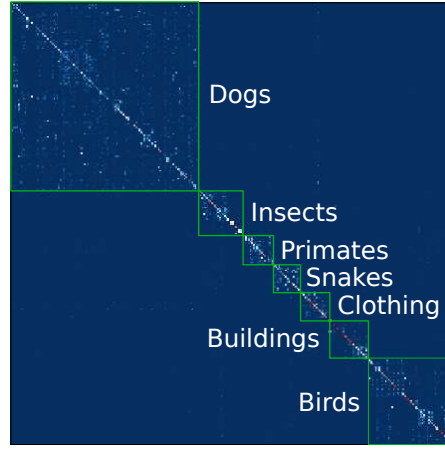 Dogs
Insects
Primates
Snakes
Clothing
Buildings
Birds